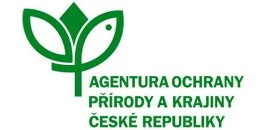 AGENTURA OCHRANY
PŘÍRODY A KRAJINY
ČESKÉ REPUBLIKY